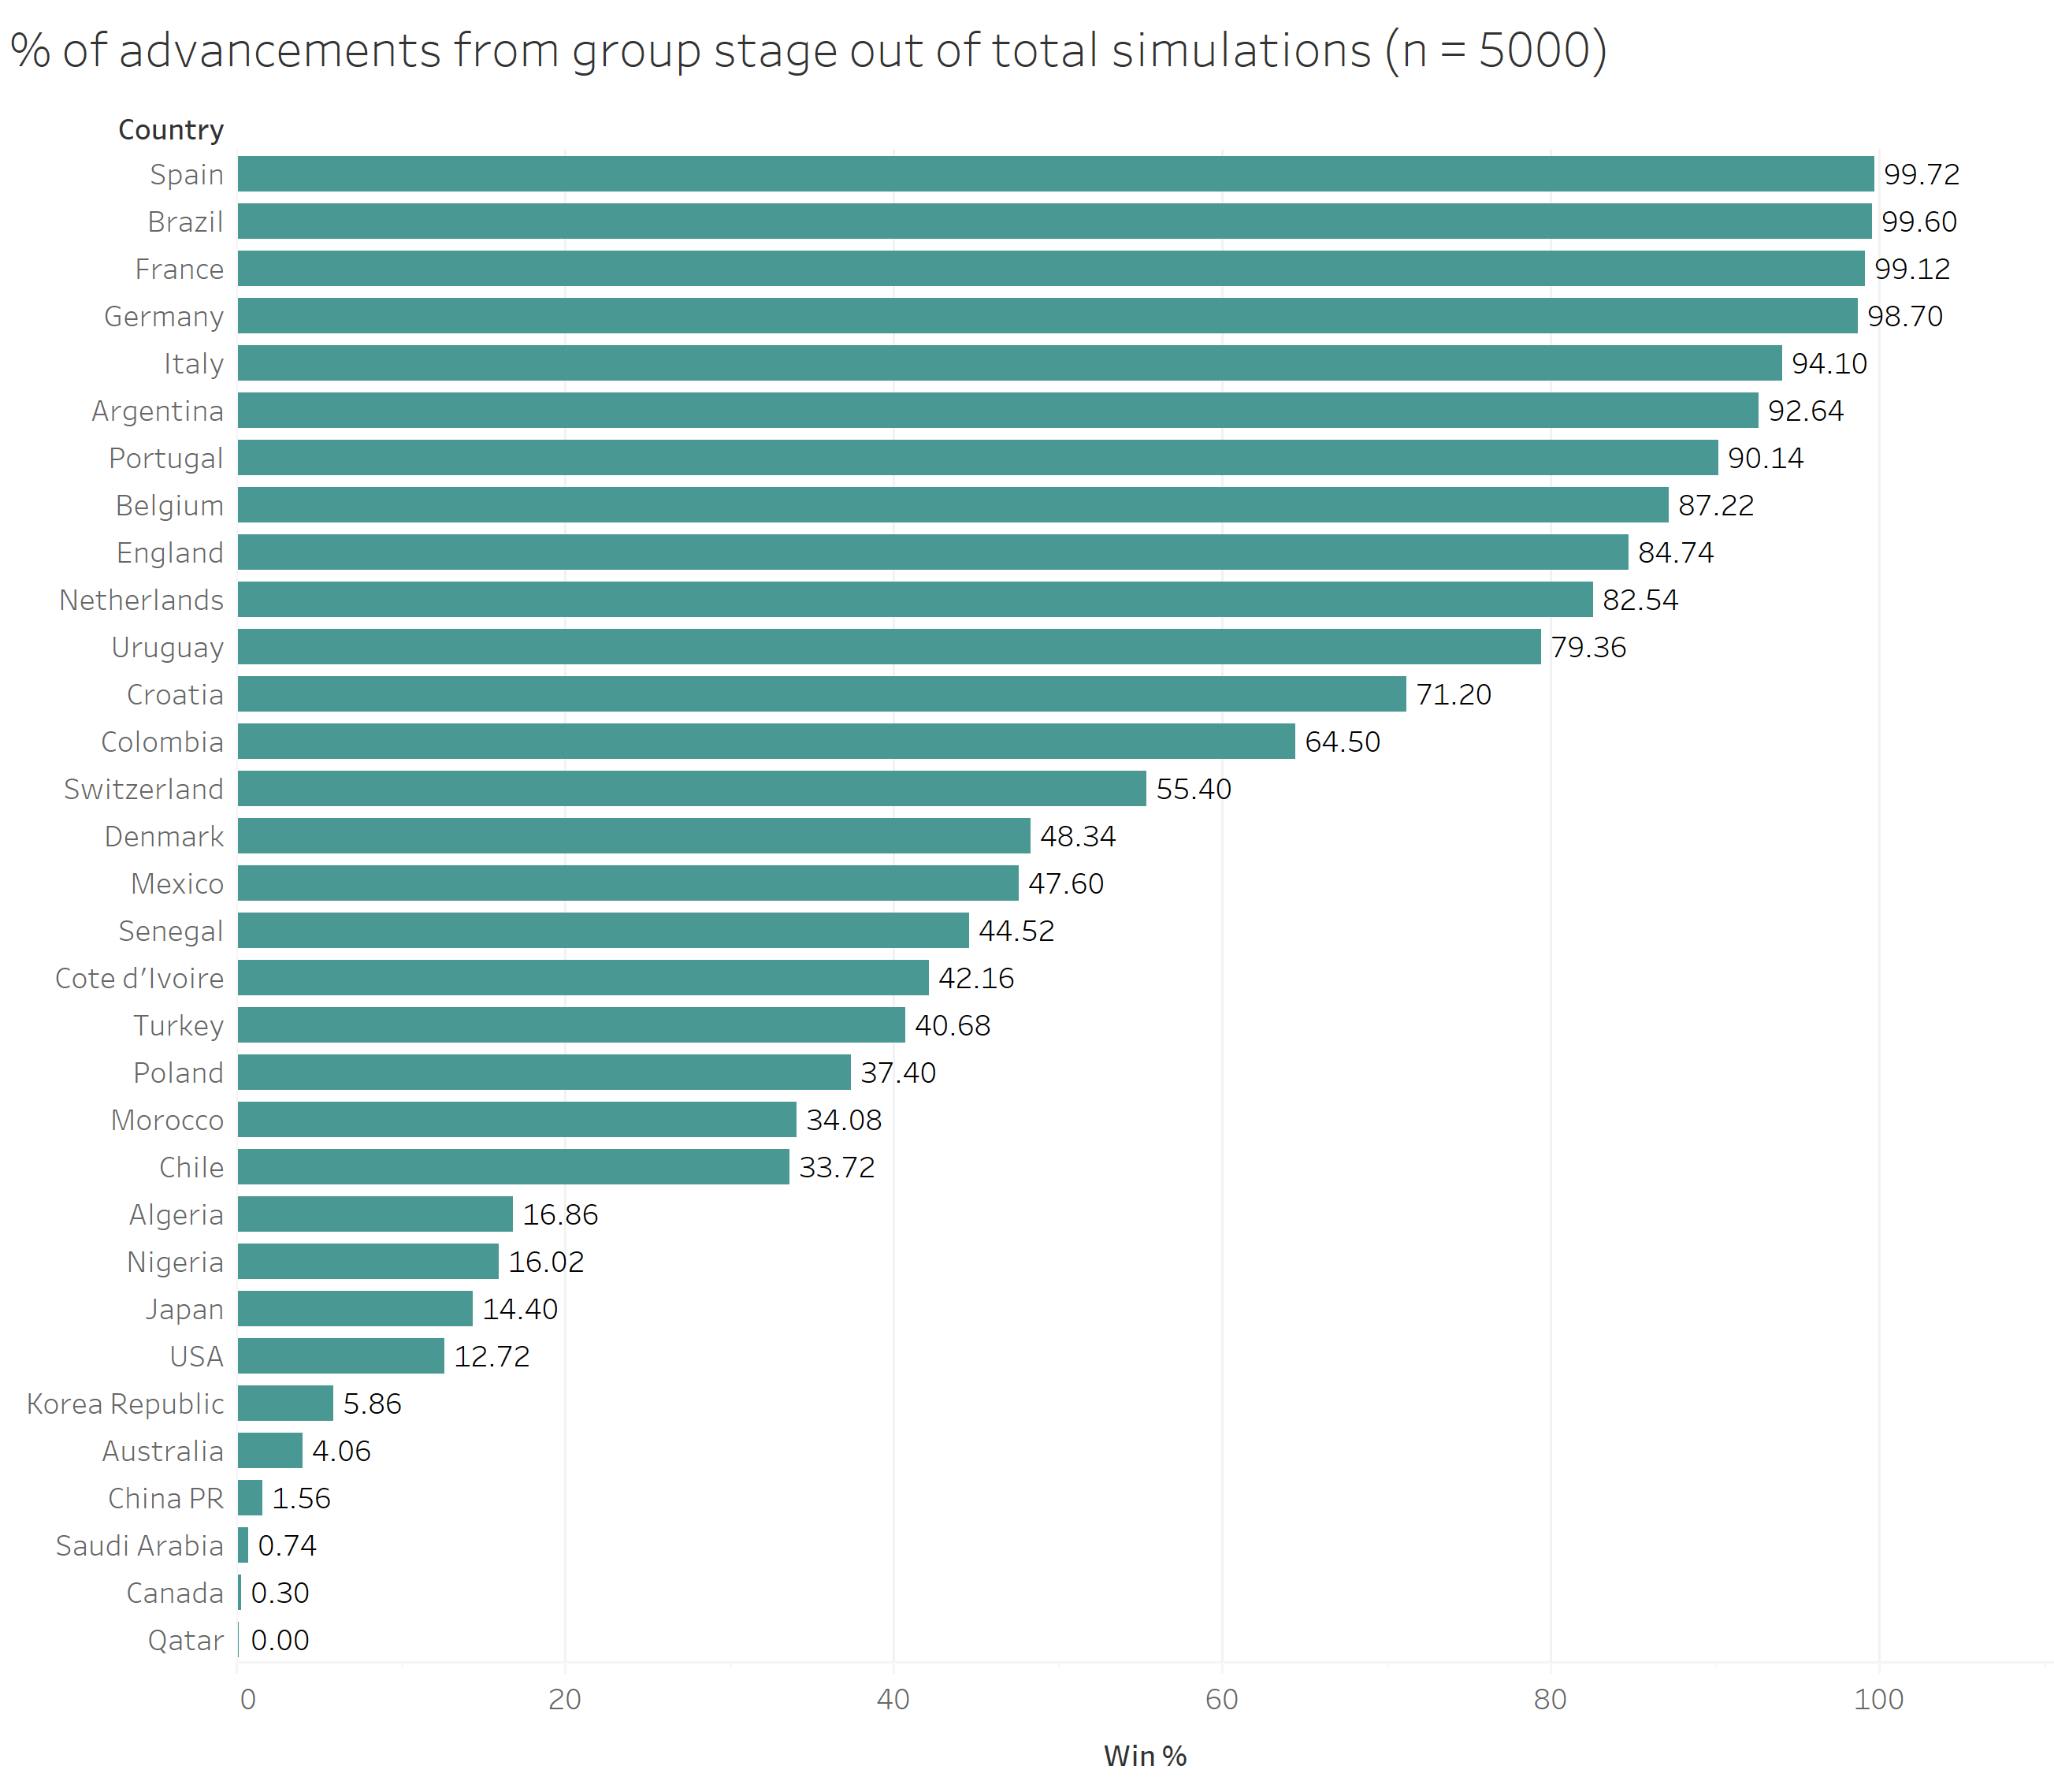 % of advancements from group stage out of total simulations (n = 5000)
Country
Spain 99.72
Brazil 99.60
France 99.12
Germany 98.70
Italy 94.10
Argentina 92.64
Portugal 90.14
Belgium 87.22
England 84.74
Netherlands 82.54
Uruguay 79.36
Croatia 71.20
Colombia 64.50
Switzerland 55.40
Denmark 48.34
Mexico 47.60
Senegal 44.52
Cote d’Ivoire 42.16
Turkey 40.68
Poland 37.40
Morocco 34.08
Chile 33.72
Algeria 16.86
Nigeria 16.02
Japan 14.40
USA 12.72
Korea Republic 5.86
Australia 4.06
China PR 1.56
Saudi Arabia 0.74
Canada 0.30
Qatar 0.00
0 20 40 60 80 100
Win %